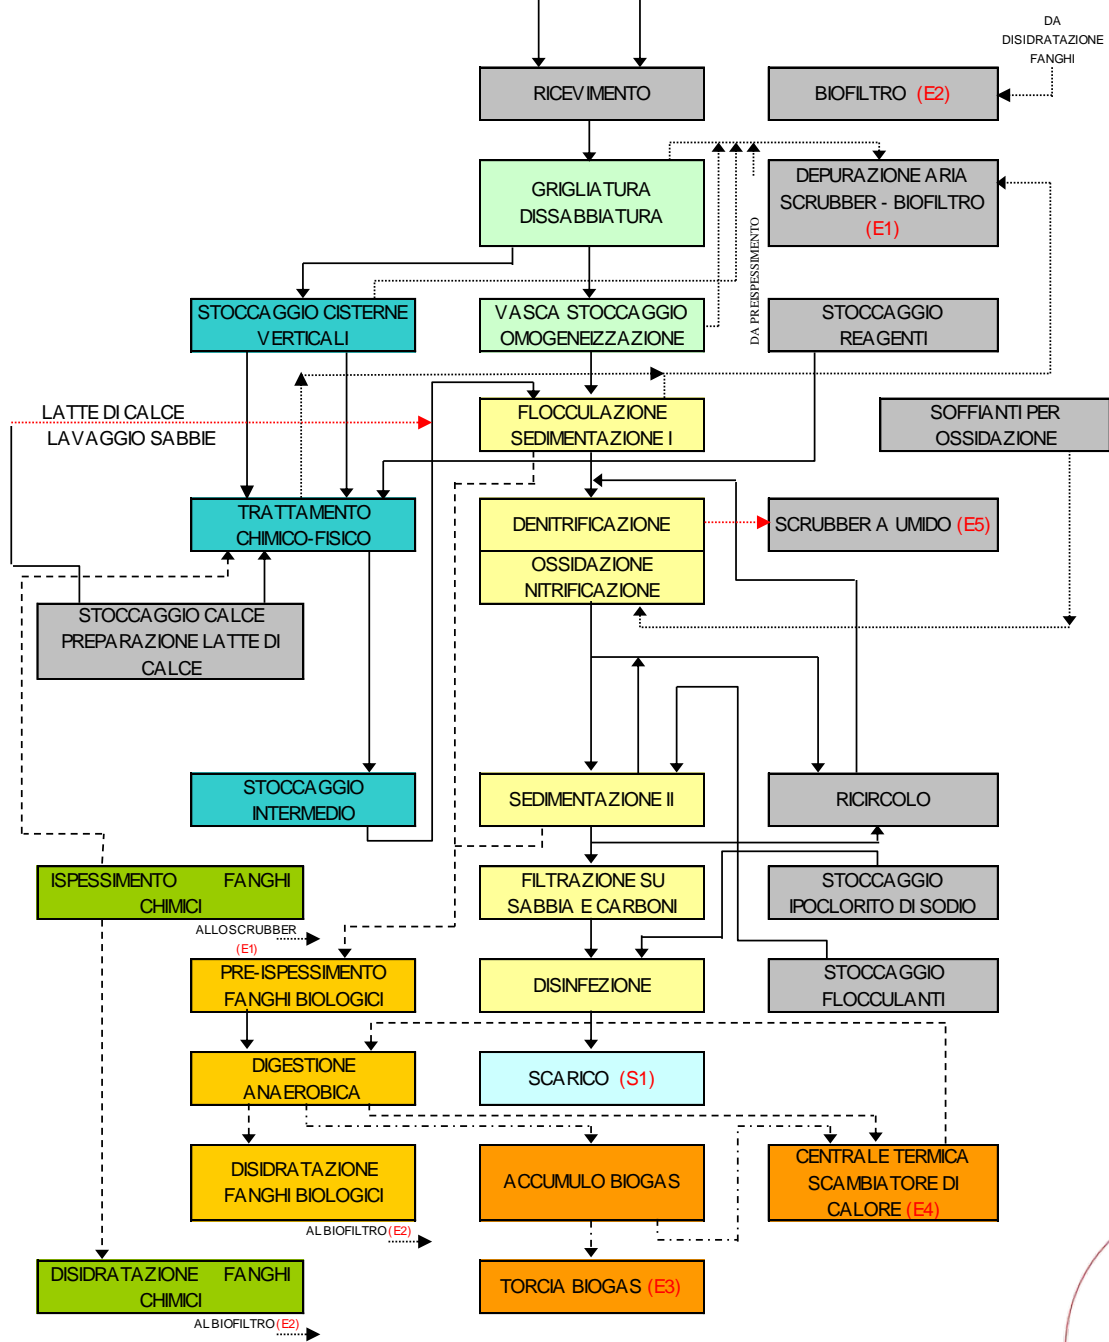 DA
DISIDRATAZIONE
FANGHI
RICEVIMENTO
BIOFILTRO (E2)
GRIGLIATURA
DISSABBIATURA
DEPURAZIONE ARIA
SCRUBBER - BIOFILTRO
(E1)
DA PREISPESSIMENTO
STOCCAGGIO CISTERNE
VERTICALI
VASCA STOCCAGGIO
OMOGENEIZZAZIONE
STOCCAGGIO
REAGENTI
LATTE DI CALCE
LAVAGGIO SABBIE
FLOCCULAZIONE
SEDIMENTAZIONE I
SOFFIANTI PER
OSSIDAZIONE
TRATTAMENTO
CHIMICO-FISICO
DENITRIFICAZIONE
SCRUBBER A UMIDO (E5)
OSSIDAZIONE
NITRIFICAZIONE
STOCCAGGIO CALCE
PREPARAZIONE LATTE DI
CALCE
STOCCAGGIO
INTERMEDIO
SEDIMENTAZIONE II
RICIRCOLO
ISPESSIMENTO FANGHI
CHIMICI
FILTRAZIONE SU
SABBIA E CARBONI
STOCCAGGIO
IPOCLORITO DI SODIO
ALLO SCRUBBER
(E1)
PRE-ISPESSIMENTO
FANGHI BIOLOGICI
DISINFEZIONE
STOCCAGGIO
FLOCCULANTI
DIGESTIONE
ANAEROBICA
SCARICO (S1)
DISIDRATAZIONE
FANGHI BIOLOGICI
ACCUMULO BIOGAS
CENTRALE TERMICA
SCAMBIATORE DI
CALORE (E4)
AL BIOFILTRO (E2)
DISIDRATAZIONE FANGHI
CHIMICI
TORCIA BIOGAS (E3)
AL BIOFILTRO (E2)